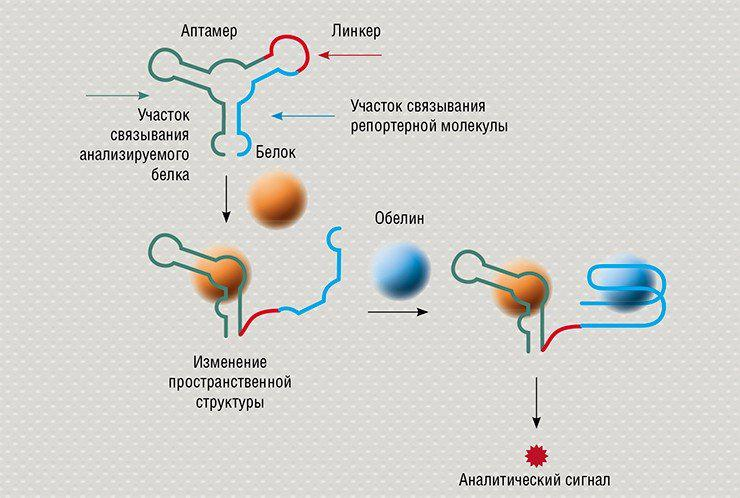 Аптамер
Линкер
Участок
связывания
анализируемого
белка
Участок связывания
репортерной молекулы
Белок
Обелин
Изменение
пространственной
структуры
Аналитический сигнал